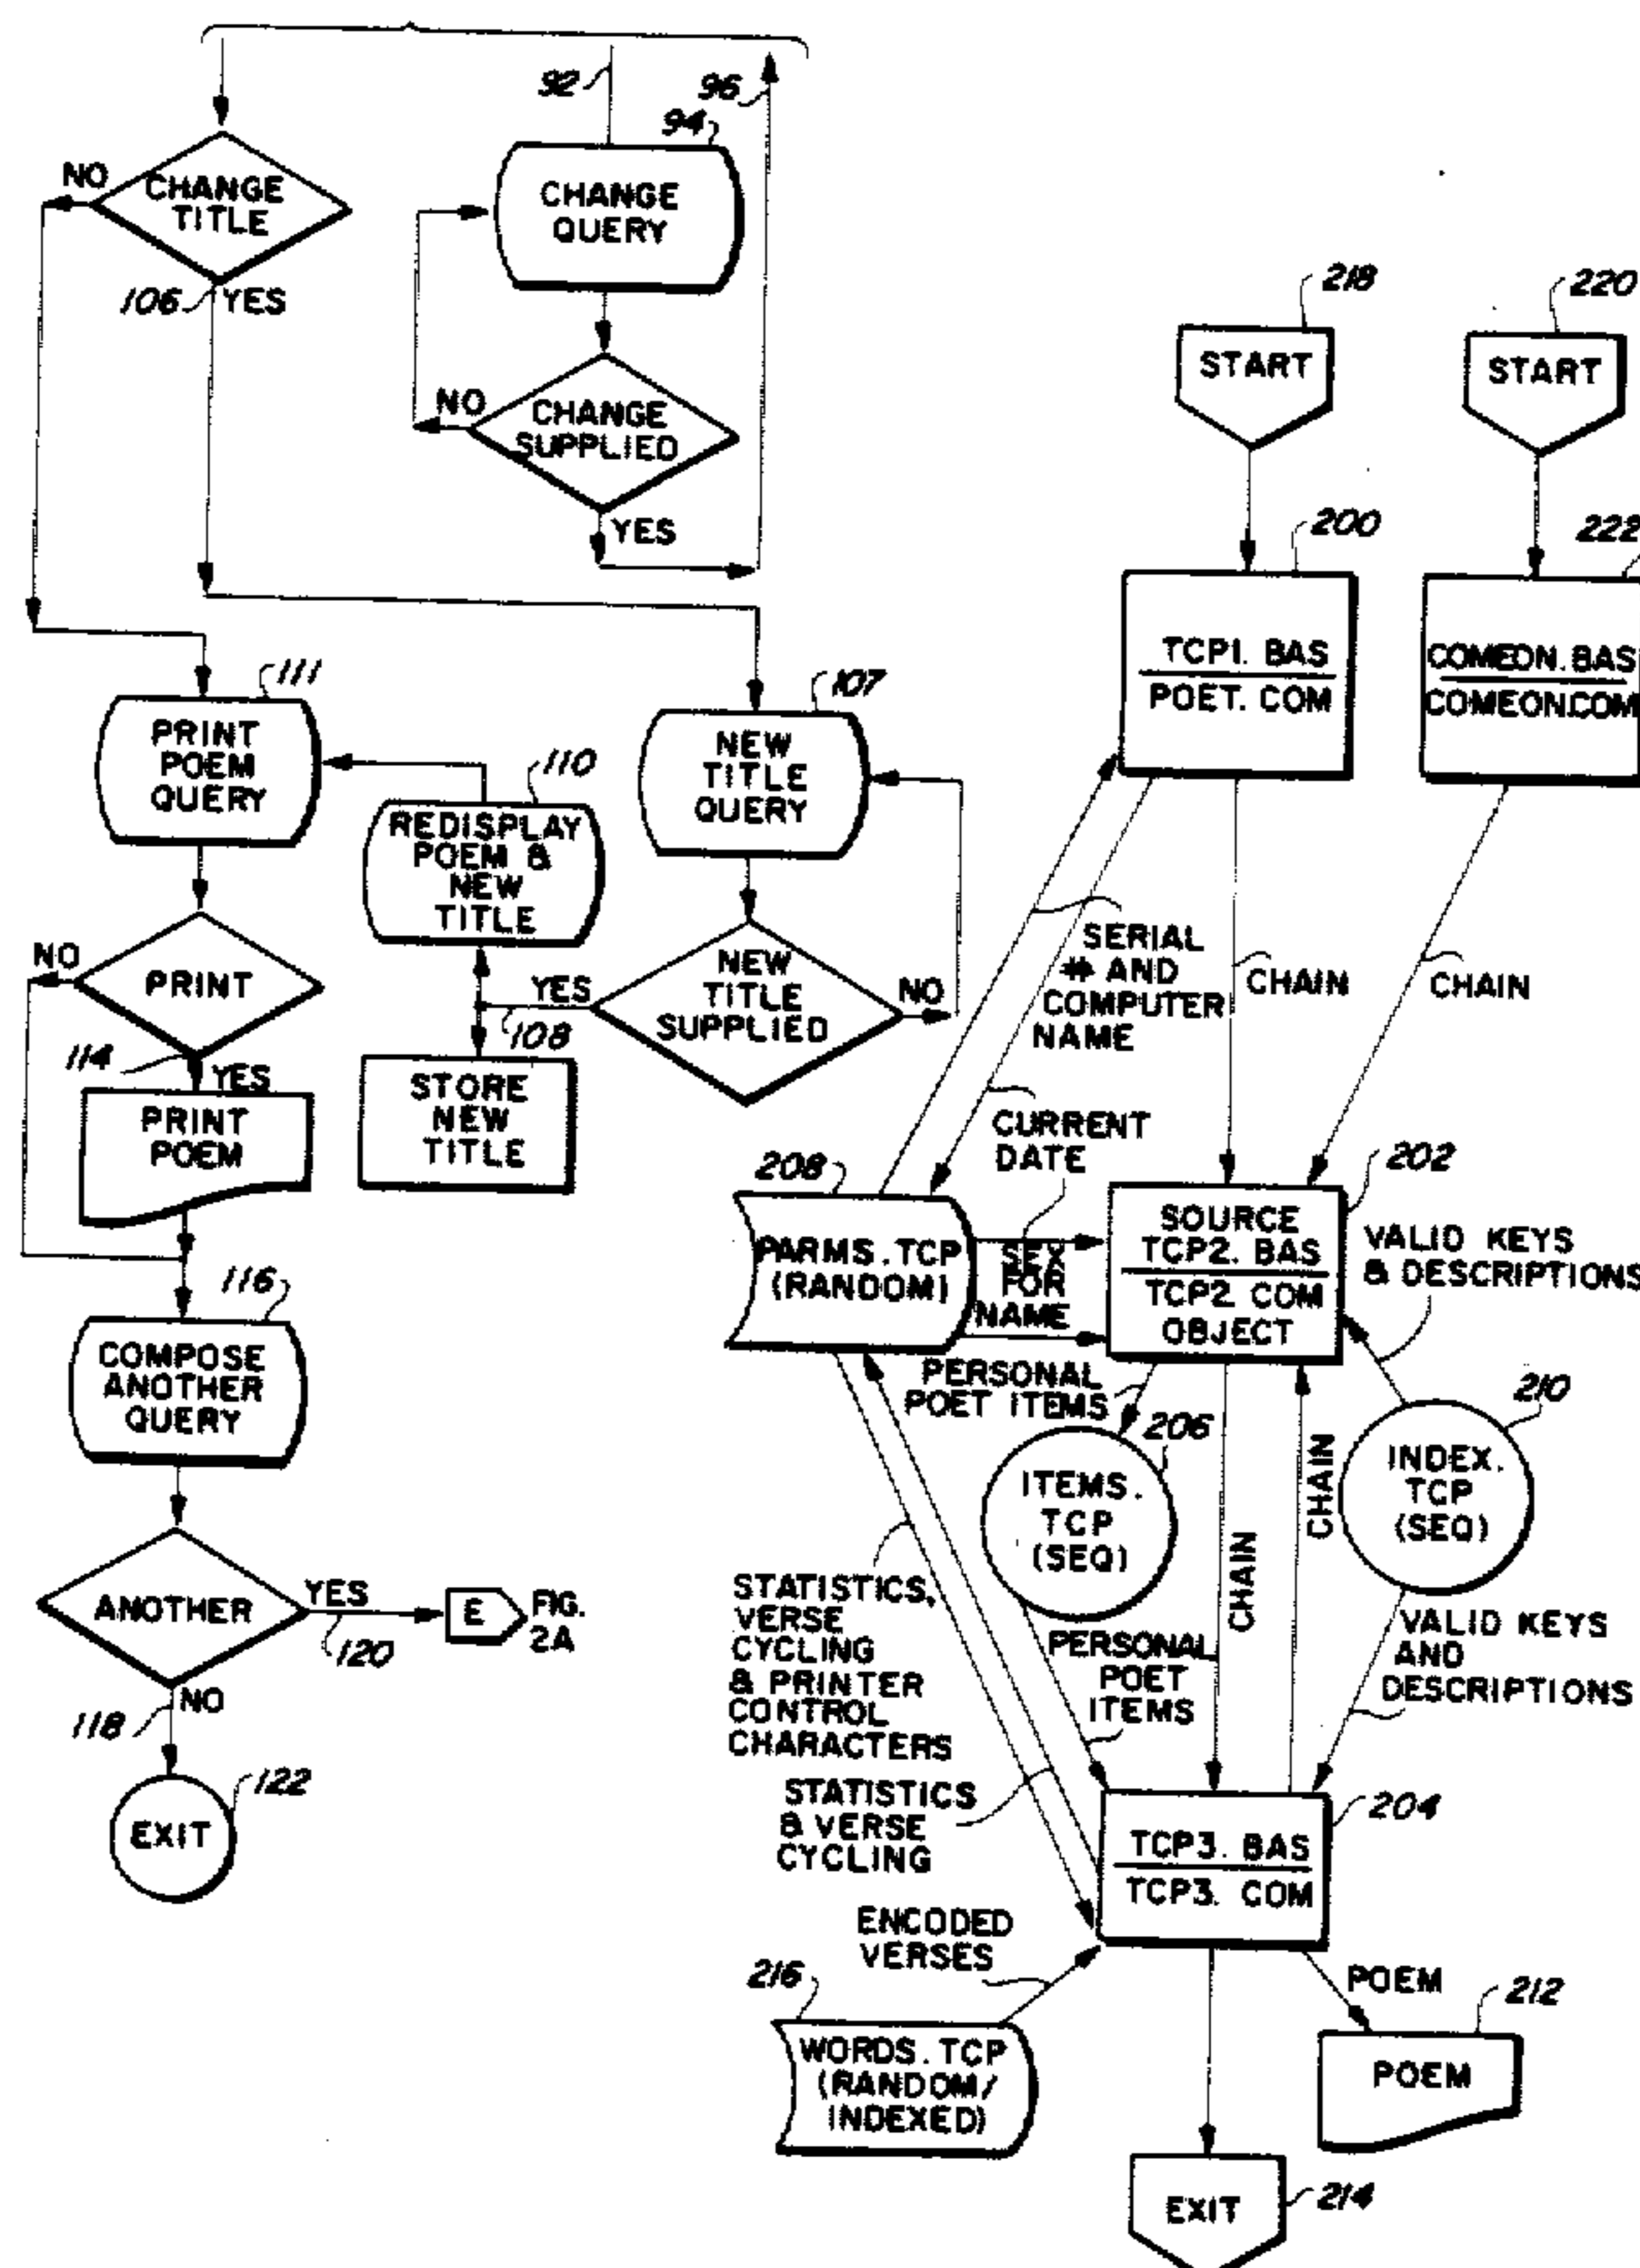 92
96
94
NO
CHANGE
TITLE
CHANGE
QUERY
106
YES
NO
CHANGE
SUPPLIED
YES
111
PRINT
POEM
QUERY
107
NEW
TITLE
QUERY
110
REDISPLAY
POEM &
NEW
TITLE
NO
PRINT
YES
108
NEW
TITLE
SUPPLIED
NO
114
YES
PRINT
POEM
STORE
NEW
TITLE
116
COMPOSE
ANOTHER
QUERY
ANOTHER
YES
120
E
FIG.
2A
NO
118
EXIT
122
218
START
220
START
200
TCP1. BAS
POET. COM
222
COMEON. BAS
COMEON.COM
SERIAL
# AND
COMPUTER
NAME
CHAIN
CHAIN
CURRENT
DATE
208
PARMS. TCP
(RANDOM)
SEX
FOR
NAME
202
SOURCE
TCP2. BAS
TCP2. COM
OBJECT
VALID KEYS
& DESCRIPTIONS
PERSONAL
POET ITEMS
206
ITEMS.
TCP
(SEQ)
CHAIN
CHAIN
210
INDEX.
TCP
(SEQ)
STATISTICS,
VERSE
CYCLING
& PRINTER
CONTROL
CHARACTERS
PERSONAL
POET
ITEMS
VALID KEYS
AND
DESCRIPTIONS
STATISTICS
& VERSE
CYCLING
204
TCP3. BAS
TCP3. COM
ENCODED
VERSES
216
WORDS. TCP
(RANDOM/
INDEXED)
POEM
212
POEM
EXIT
214